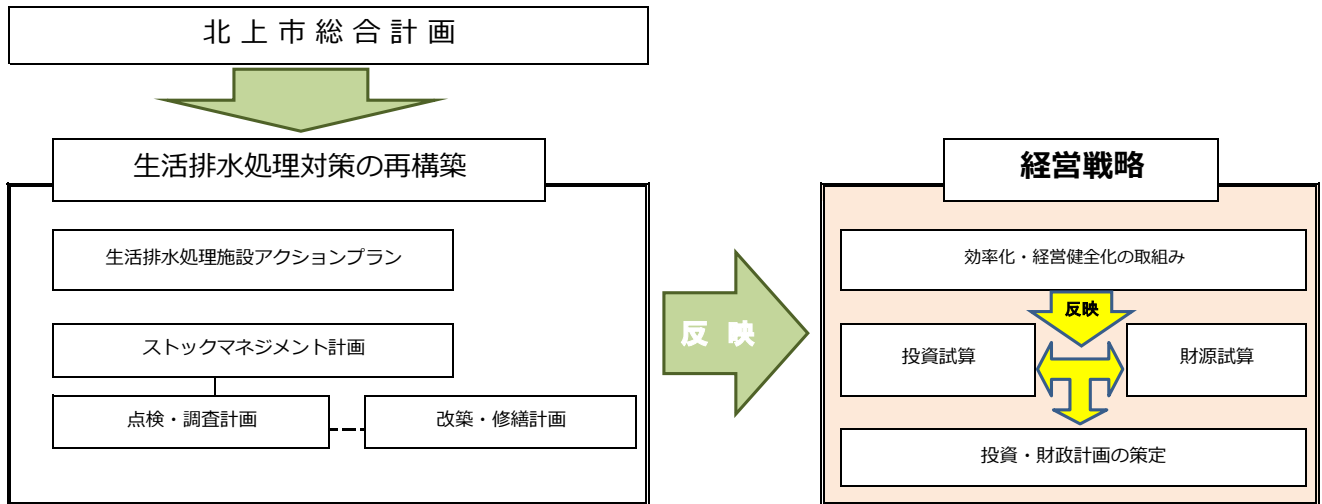 北上市総合計画
生活排水処理対策の再構築
生活排水処理施設アクションプラン
ストックマネジメント計画
点検・調査計画
改築・修繕計画
反映
経営戦略
効率化・経営健全化の取組み
反映
投資試算
財源試算
投資・財政計画の策定